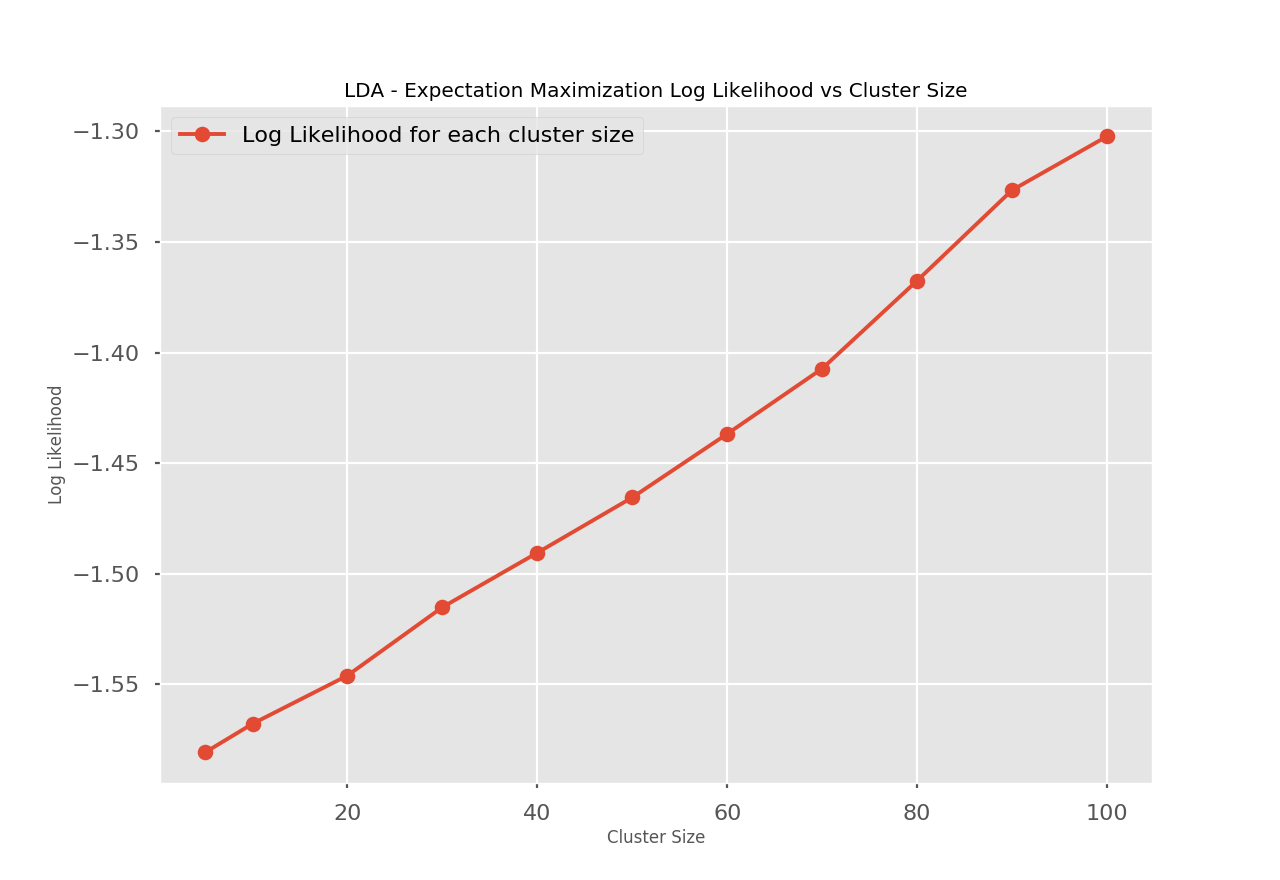 LDA - Expectation Maximization Log Likelihood vs Cluster Size
Log Likelihood for each cluster size
−1.30
−1.35
−1.40
−1.45
−1.50
−1.55
Log Likelihood
20 40 60 80 100
Cluster Size